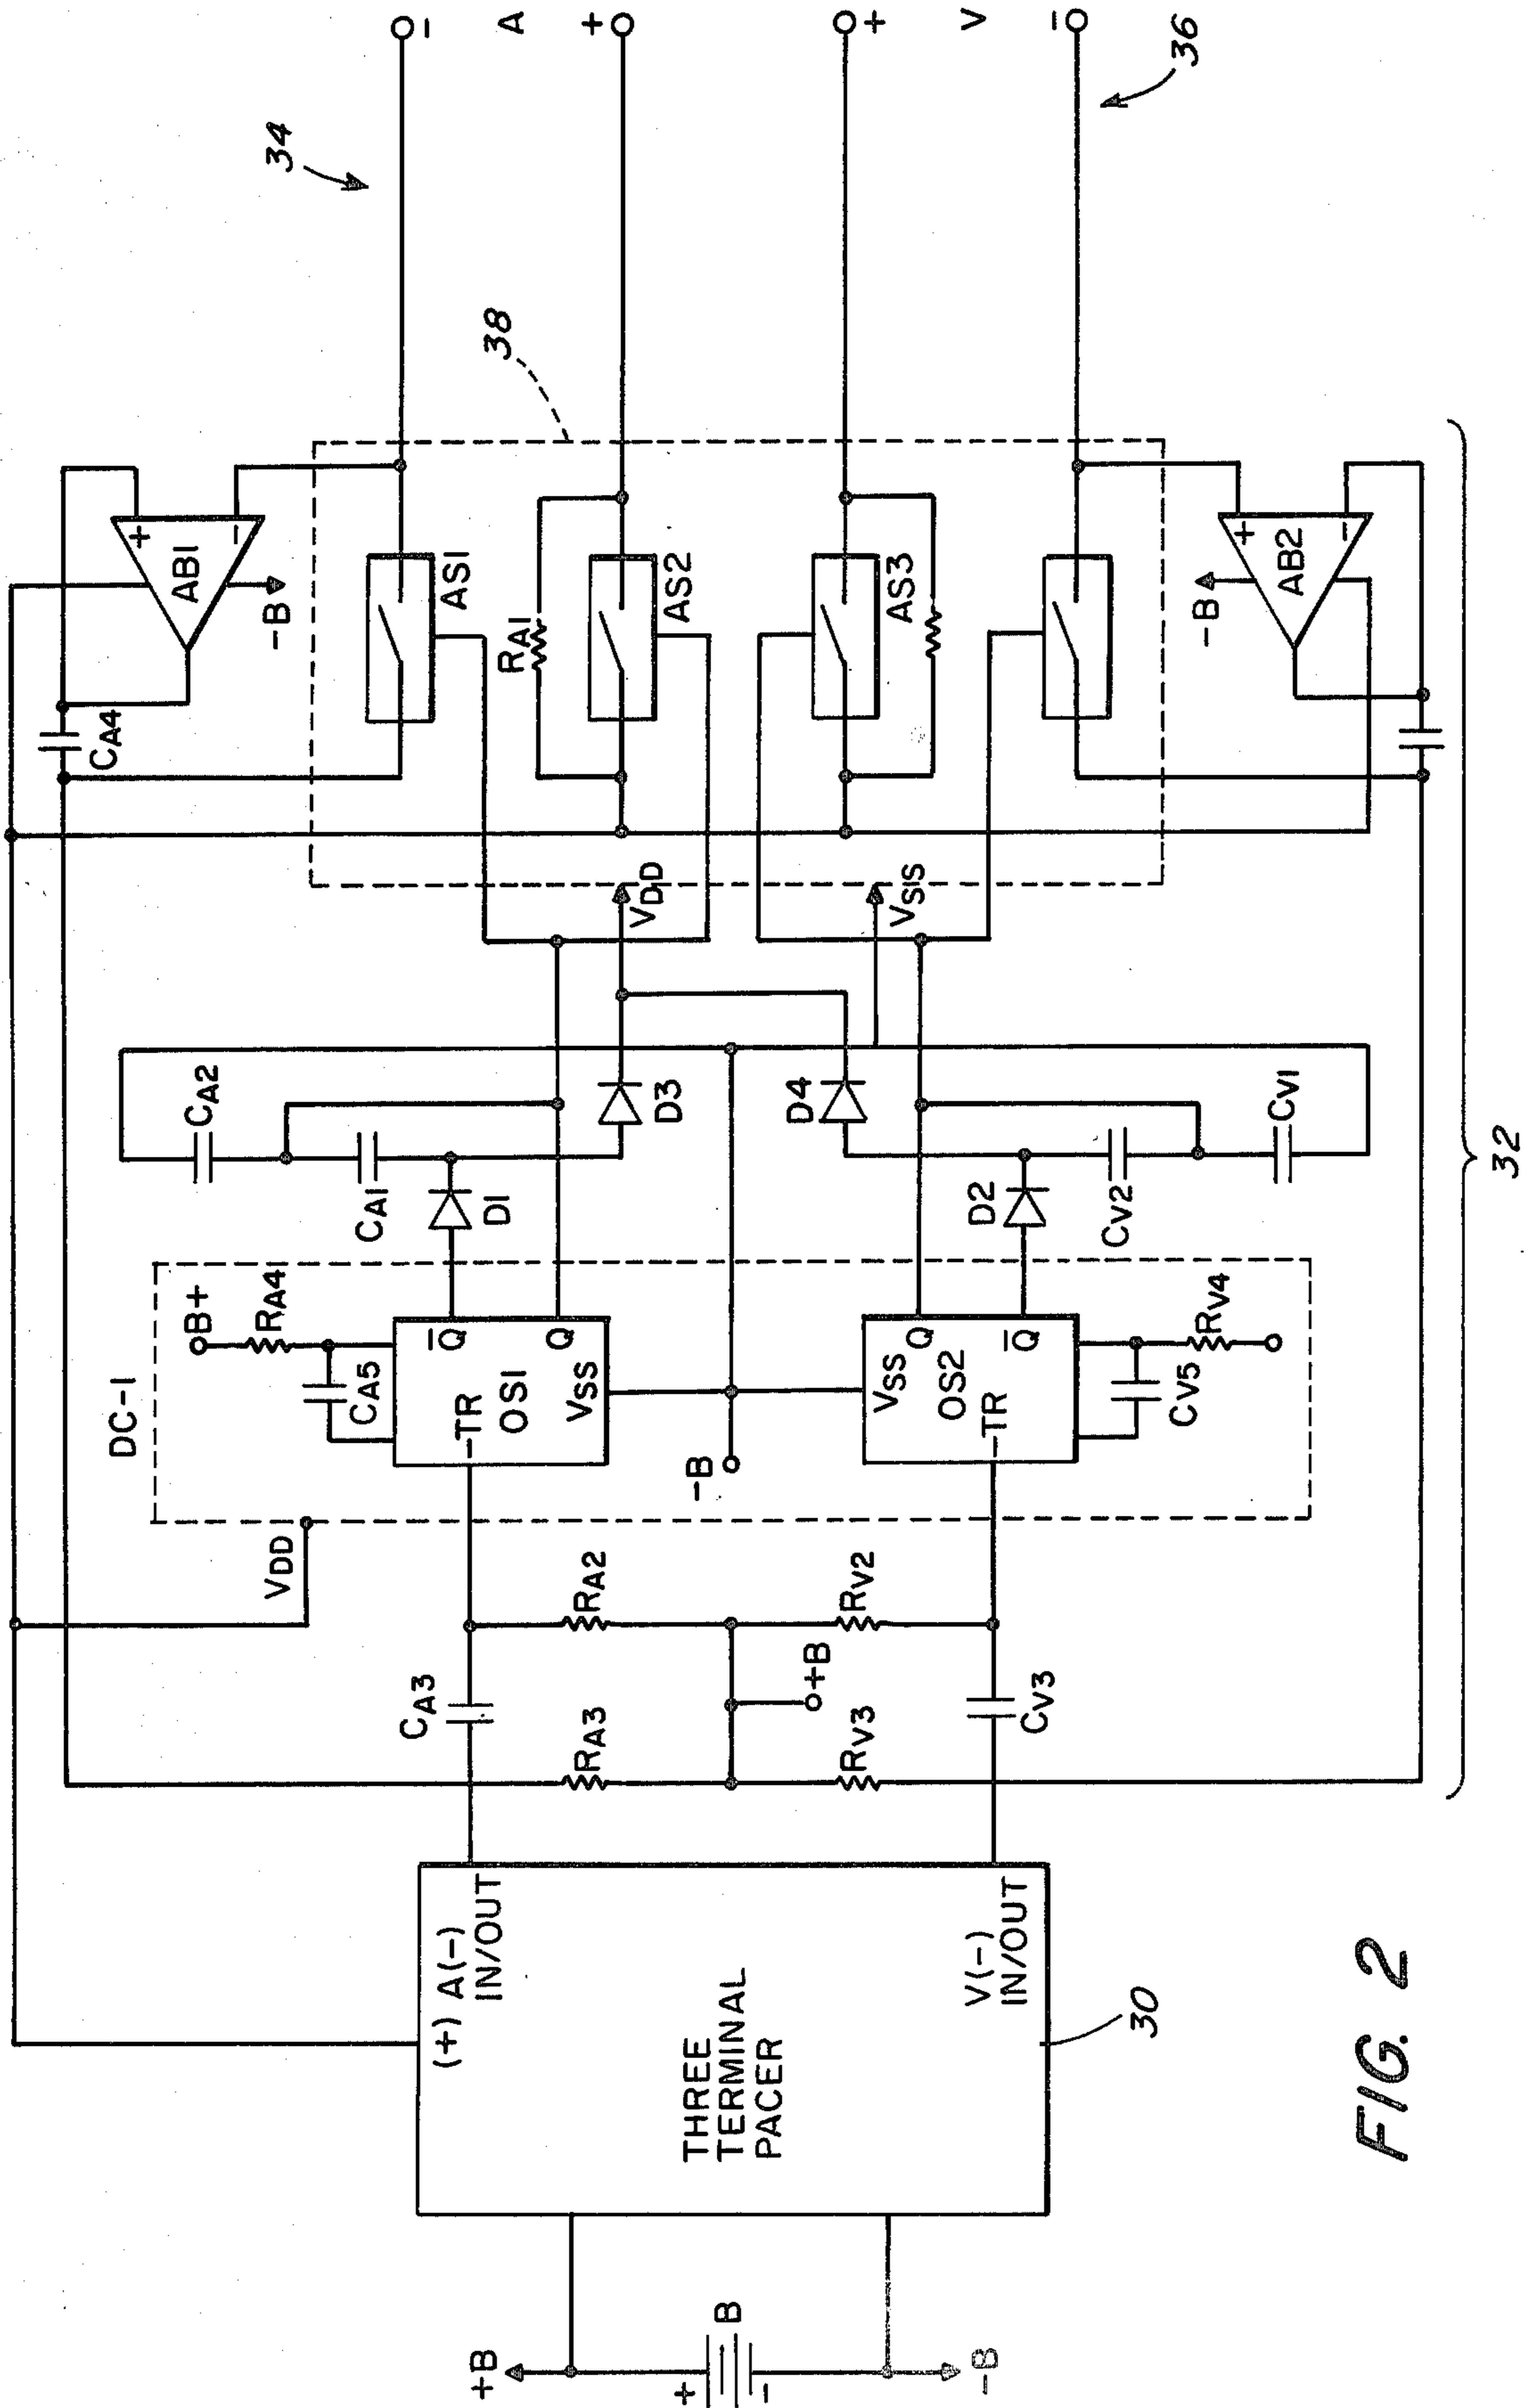 +B
+
B
-
-B
THREE
TERMINAL
PACER
(+) A(-)
IN/OUT
V(-)
IN/OUT
30
CA3
RA3
RA2
+B
RV3
RV2
CV3
VDD
DC-1
B+
RA4
CA5
-TR
OS1
Q̅
Q
VSS
-B
VSS
OS2
-TR
Q
Q̅
CV5
RV4
CA2
CA1
D1
D3
D4
D2
CV2
CV1
VDD
VSS
CA4
AB1
+
-
-B
AS1
RA1
AS2
AS3
-B
AB2
+
-
38
34
-
A
+
+
V
-
36
32
FIG. 2